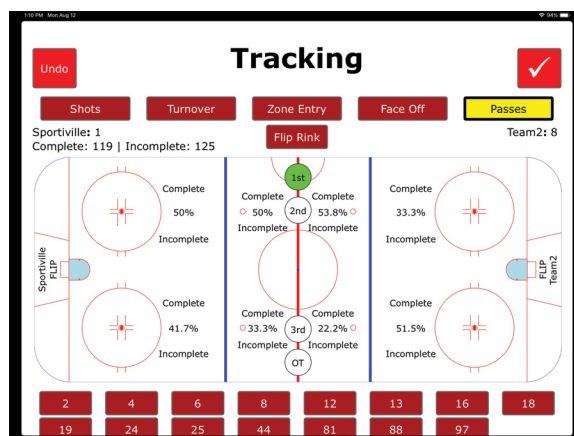 1:10 PM Mon Aug 12
94%
Tracking
Undo
Shots Turnover Zone Entry Face Off Passes
Sportiville: 1
Flip Rink
Team2: 8
Complete: 119 | Incomplete: 125
1st
Complete
50%
Incomplete
Complete
50%
Incomplete
2nd
Complete
53.8%
Incomplete
Complete
33.3%
Incomplete
Sportiville
FLIP
FLIP
Team2
Complete
41.7%
Incomplete
Complete
33.3%
Incomplete
3rd
Complete
22.2%
Incomplete
Complete
51.5%
Incomplete
OT
2 4 6 8 12 13 16 18
19 24 25 44 81 88 97